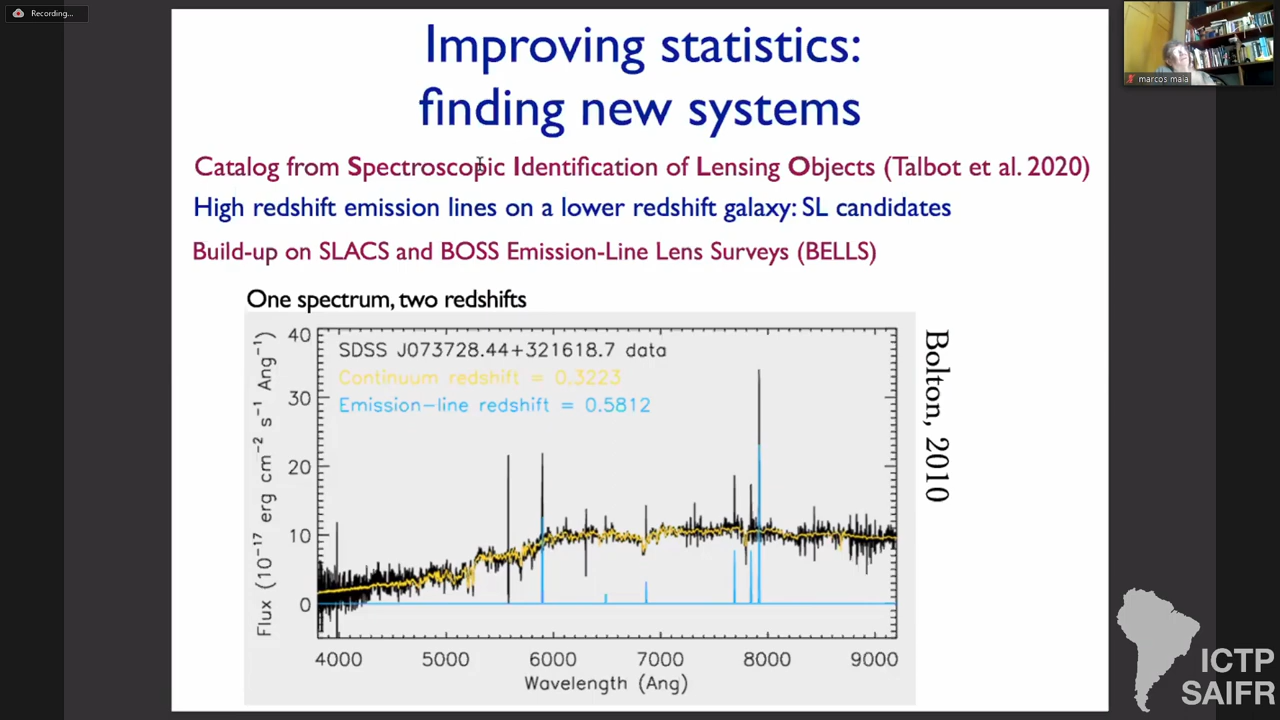 Recording...
Improving statistics:
finding new systems
marcos maia
Catalog from Spectroscopic Identification of Lensing Objects (Talbot et al. 2020)
High redshift emission lines on a lower redshift galaxy: SL candidates
Build-up on SLACS and BOSS Emission-Line Lens Surveys (BELLS)
One spectrum, two redshifts
SDSS J073728.44+321618.7 data
Continuum redshift = 0.3223
Emission-line redshift = 0.5812
40
30
20
10
0
Flux (10⁻¹⁷ erg cm⁻² s⁻¹ Ang⁻¹)
4000 5000 6000 7000 8000 9000
Wavelength (Ang)
Bolton, 2010
ICTP
SAIFR